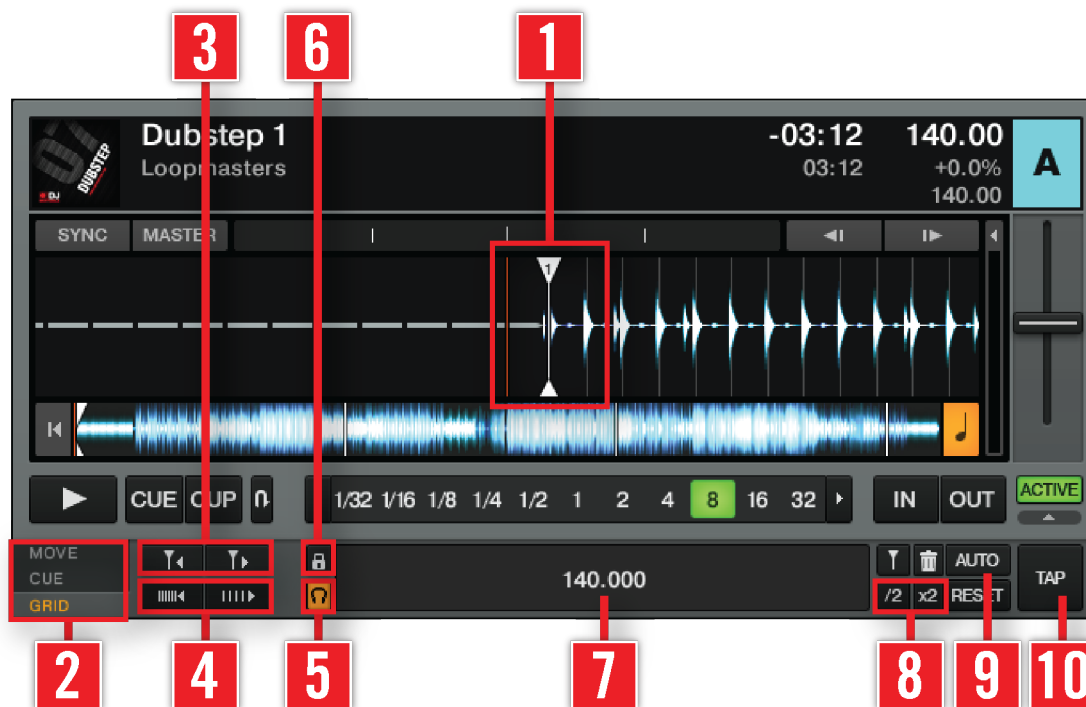 3 6 1
Dubstep 1
Loopmasters
-03:12
03:12
140.00
+0.0%
140.00
A
DJ
DUBSTEP
SYNC MASTER
1
CUE CUP
1/32 1/16 1/8 1/4 1/2 1 2 4 8 16 32
IN OUT
ACTIVE
MOVE
CUE
GRID
140.000
AUTO
/2 x2 RESET
TAP
2 4 5 7 8 9 10